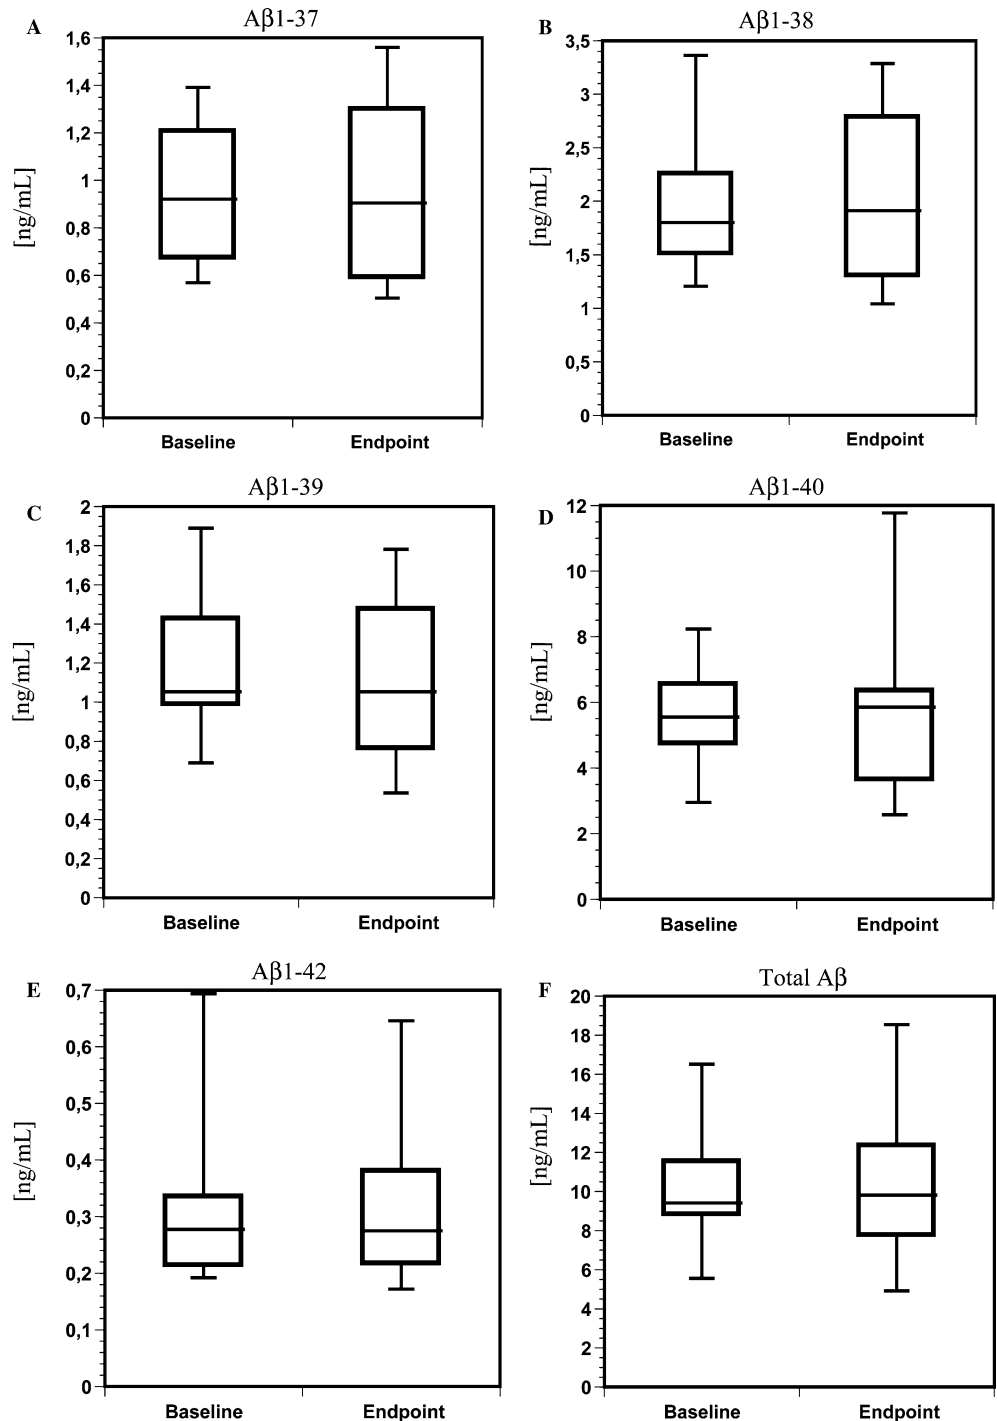 A
Aβ1-37
1,6
1,4
1,2
1
0,8
0,6
0,4
0,2
0
[ng/mL]
Baseline Endpoint
B
Aβ1-38
3,5
3
2,5
2
1,5
1
0,5
0
[ng/mL]
Baseline Endpoint
C
Aβ1-39
2
1,8
1,6
1,4
1,2
1
0,8
0,6
0,4
0,2
0
[ng/mL]
Baseline Endpoint
D
Aβ1-40
12
10
8
6
4
2
0
[ng/mL]
Baseline Endpoint
E
Aβ1-42
0,7
0,6
0,5
0,4
0,3
0,2
0,1
0
[ng/mL]
Baseline Endpoint
F
Total Aβ
20
18
16
14
12
10
8
6
4
2
0
[ng/mL]
Baseline Endpoint